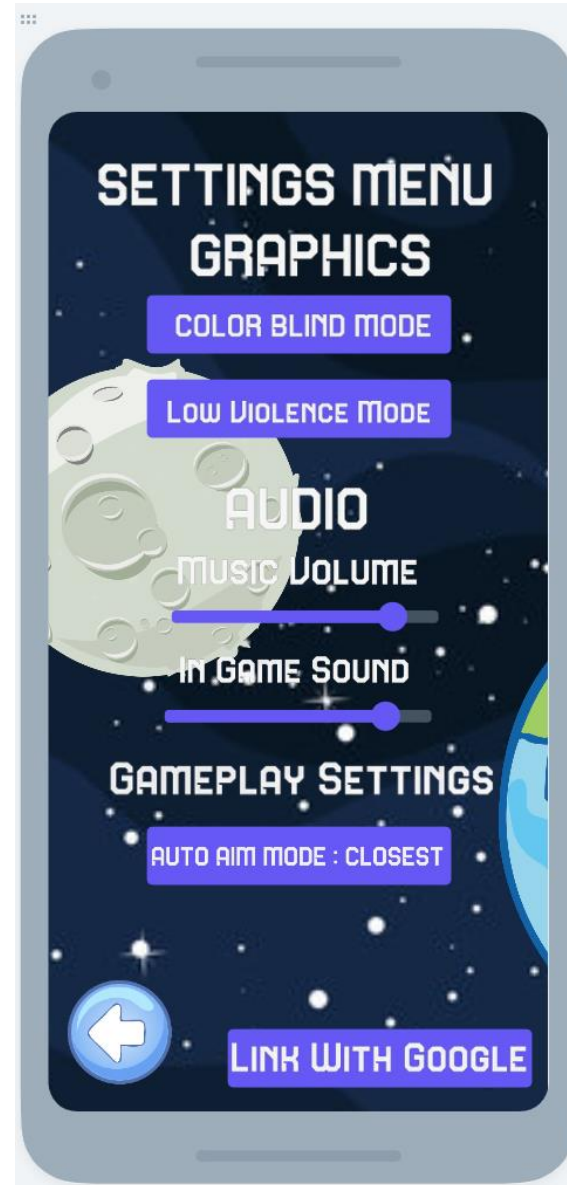 SETTINGS MENU
GRAPHICS
COLOR BLIND MODE
Low Violence Mode
AUDIO
Music Volume
In Game Sound
Gameplay Settings
AUTO AIM MODE : CLOSEST
Link With Google